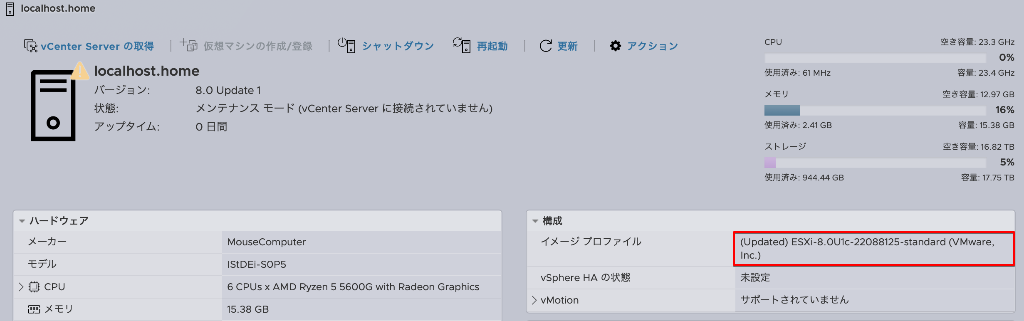 localhost.home
vCenter Server の取得 | 仮想マシンの作成/登録 | シャットダウン 再起動 | 更新 | アクション
localhost.home
バージョン: 8.0 Update 1
状態: メンテナンス モード (vCenter Server に接続されていません)
アップタイム: 0 日間
CPU 空き容量: 23.3 GHz
0%
使用済み: 61 MHz 容量: 23.4 GHz
メモリ 空き容量: 12.97 GB
16%
使用済み: 2.41 GB 容量: 15.38 GB
ストレージ 空き容量: 16.82 TB
5%
使用済み: 944.44 GB 容量: 17.75 TB
ハードウェア
メーカー MouseComputer
モデル IStDEi-S0P5
CPU 6 CPUs x AMD Ryzen 5 5600G with Radeon Graphics
メモリ 15.38 GB
構成
イメージ プロファイル (Updated) ESXi-8.0U1c-22088125-standard (VMware,
Inc.)
vSphere HA の状態 未設定
vMotion サポートされていません